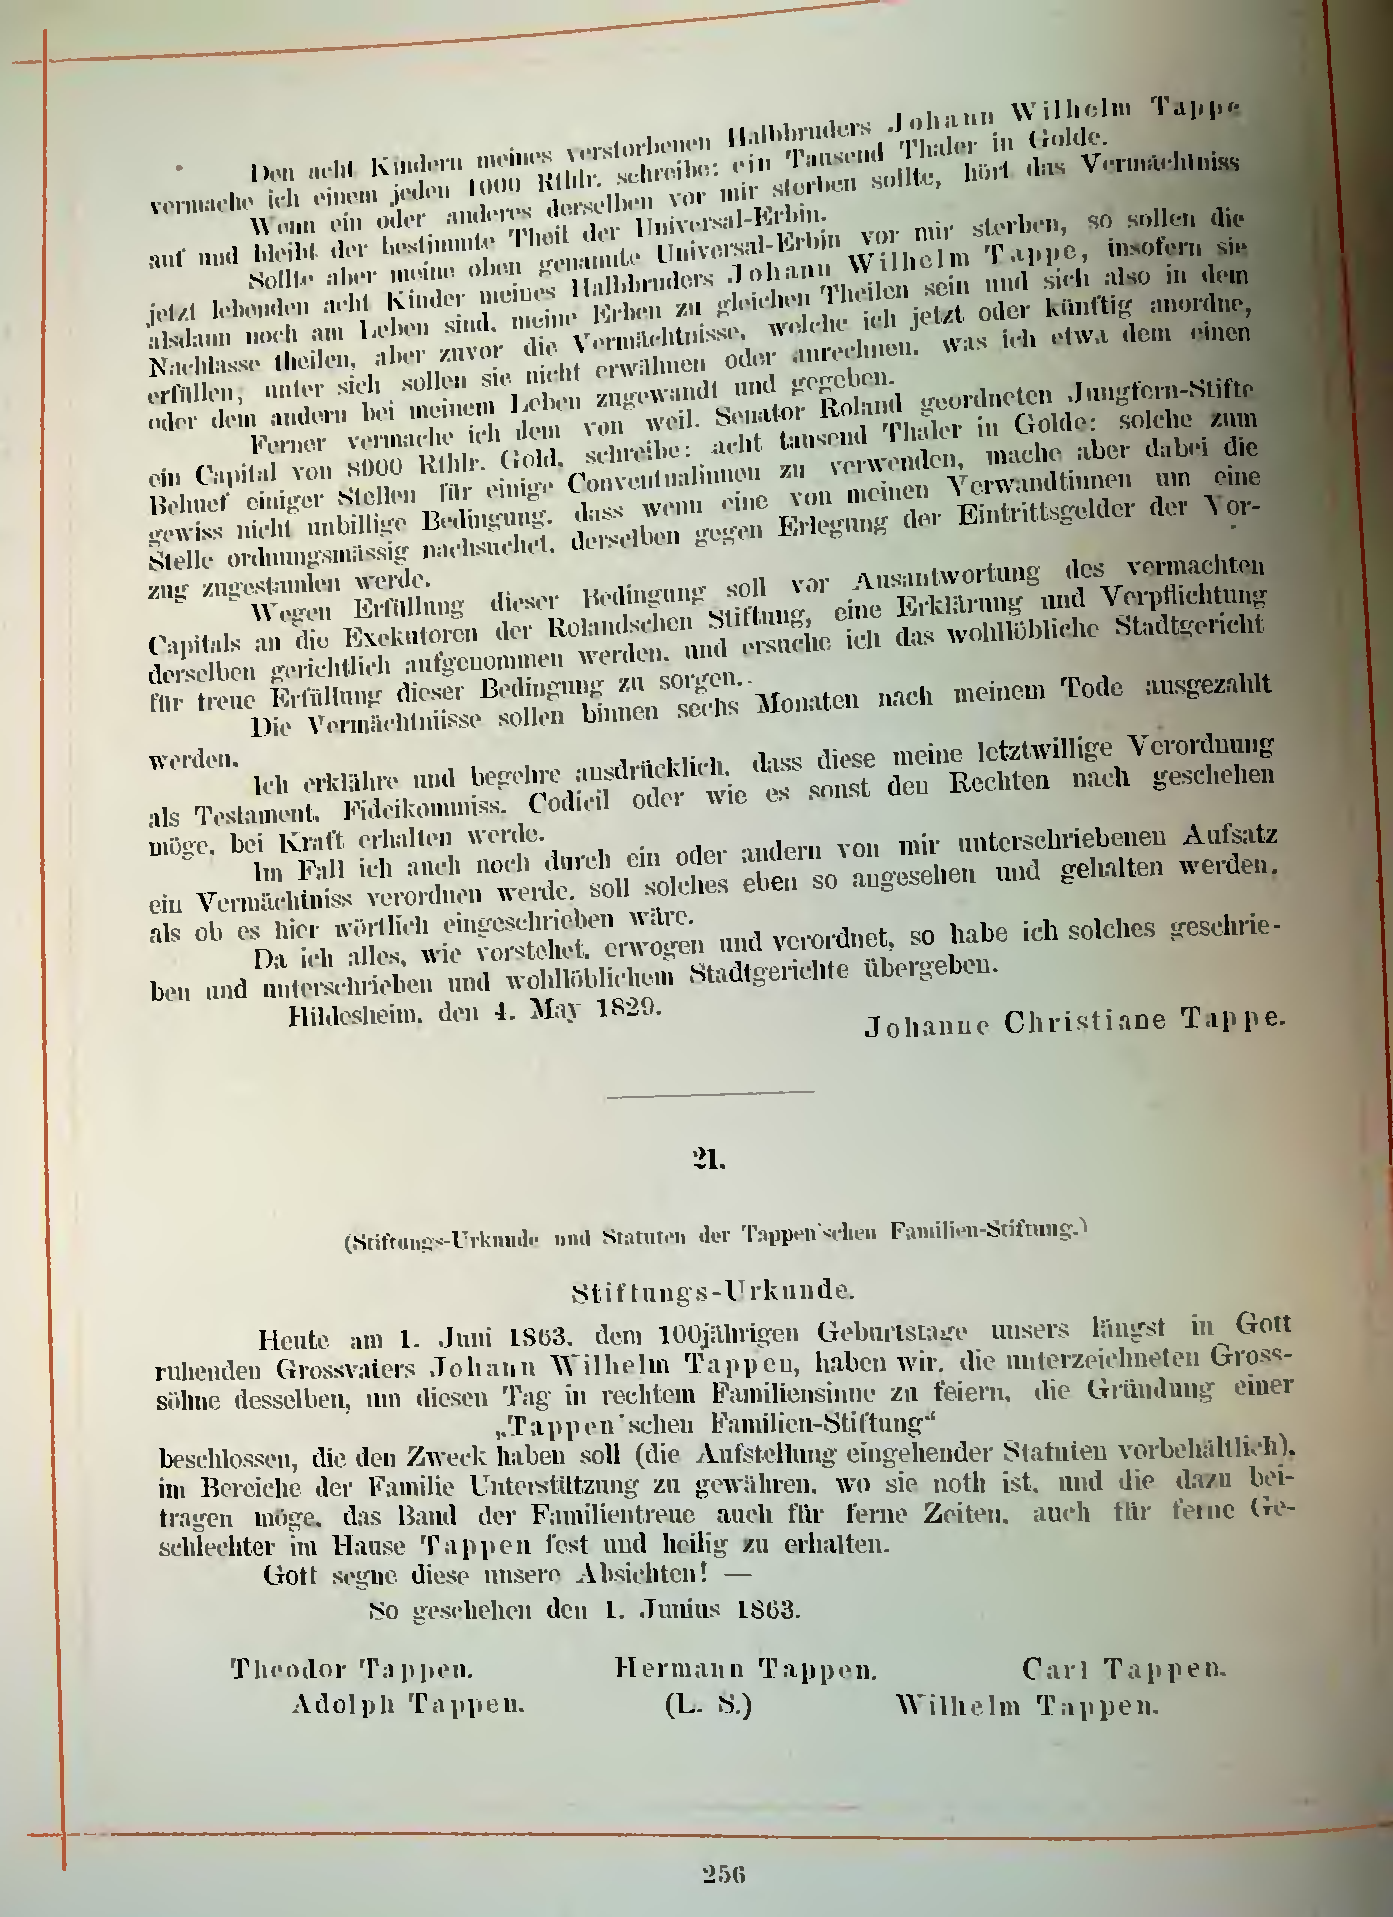 Den acht Kindern meines verstorbenen Halbbruders Johann Wilhelm Tappe
vermache ich einem jeden 1000 Rthlr. schreibe: ein Tausend Thaler in Golde.
Wenn ein oder anderes derselben vor mir sterben sollte, hört das Vermächtniss
auf und bleibt der bestimmte Theil der Universal-Erbin.
Sollte aber meine oben genannte Universal-Erbin vor mir sterben, so sollen die
jetzt lebenden acht Kinder meines Halbbruders Johann Wilhelm Tappe, insofern sie
alsdann noch am Leben sind, meine Erben zu gleichen Theilen sein und sich also in dem
Nachlasse theilen, aber zuvor die Vermächtnisse, welche ich jetzt oder künftig anordne,
erfüllen; unter sich sollen sie nicht erwähnen oder anrechnen, was ich etwa dem einen
oder dem andern bei meinem Leben zugewandt und gegeben.
Ferner vermache ich dem von weil. Senator Roland geordneten Jungfern-Stifte
ein Capital von 8000 Rthlr. Gold, schreibe: acht tausend Thaler in Golde: solche zum
Behuef einiger Stellen für einige Conventualinnen zu verwenden, mache aber dabei die
gewiss nicht unbillige Bedingung, dass wenn eine von meinen Verwandtinnen um eine
Stelle ordnungsmässig nachsuchet, derselben gegen Erlegung der Eintrittsgelder der Vor-
zug zugestanden werde.
Wegen Erfüllung dieser Bedingung soll vor Ausantwortung des vermachten
Capitals an die Exekutoren der Rolandschen Stiftung, eine Erklärung und Verpflichtung
derselben gerichtlich aufgenommen werden, und ersuche ich das wohllöbliche Stadtgericht
für treue Erfüllung dieser Bedingung zu sorgen.
Die Vermächtniisse sollen binnen sechs Monaten nach meinem Tode ausgezahlt
werden.
Ich erklähre und begehre ausdrücklich, dass diese meine letztwillige Verordnung
als Testament, Fideikommiss, Codicil oder wie es sonst den Rechten nach geschehen
möge, bei Kraft erhalten werde.
Im Fall ich auch noch durch ein oder andern von mir unterschriebenen Aufsatz
ein Vermächtniss verordnen werde, soll solches eben so angesehen und gehalten werden,
als ob es hier wörtlich eingeschrieben wäre.
Da ich alles, wie vorstehet, erwogen und verordnet, so habe ich solches geschrie-
ben und unterschrieben und wohllöblichem Stadtgerichte übergeben.
Hildesheim, den 4. May 1829.
Johanne Christiane Tappe.
21.
(Stiftungs-Urkunde und Statuten der Tappen'schen Familien-Stiftung.)
Stiftungs-Urkunde.
Heute am 1. Juni 1863, dem 100jährigen Geburtstage unsers längst in Gott
ruhenden Grossvaters Johann Wilhelm Tappen, haben wir, die unterzeichneten Gross-
söhne desselben, um diesen Tag in rechtem Familiensinne zu feiern, die Gründung einer
„Tappen'schen Familien-Stiftung“
beschlossen, die den Zweck haben soll (die Aufstellung eingehender Statuten vorbehältlich),
im Bereiche der Familie Unterstützung zu gewähren, wo sie noth ist, und die dazu bei-
tragen möge, das Band der Familientreue auch für ferne Zeiten, auch für ferne Ge-
schlechter im Hause Tappen fest und heilig zu erhalten.
Gott segne diese unsere Absichten! —
So geschehen den 1. Junius 1863.
Theodor Tappen. Hermann Tappen. Carl Tappen.
Adolph Tappen. (L. S.) Wilhelm Tappen.
256